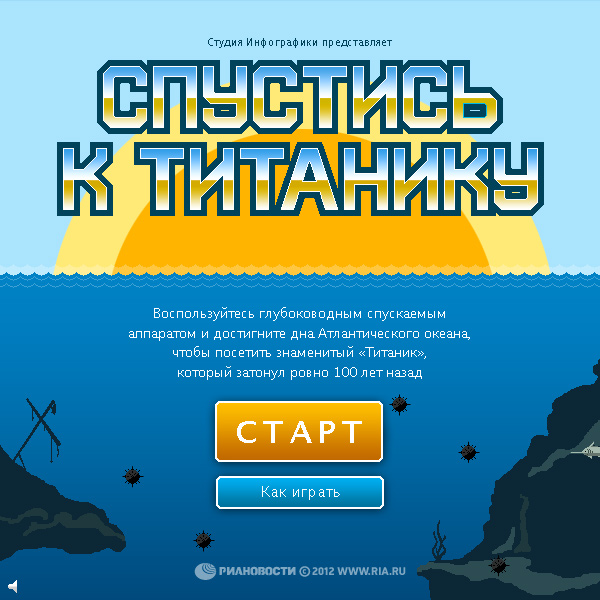 Студия Инфографики представляет
СПУСТИСЬ
К ТИТАНИКУ
Воспользуйтесь глубоководным спускаемым
аппаратом и достигните дна Атлантического океана,
чтобы посетить знаменитый «Титаник»,
который затонул ровно 100 лет назад
СТАРТ
Как играть
РИАНОВОСТИ © 2012 WWW.RIA.RU